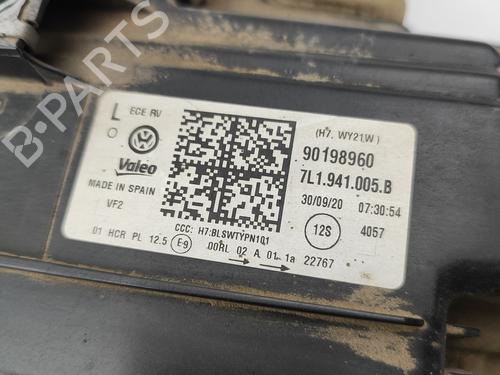 B-PARTS
L ECE RV
(H7, WY21W)
90198960
Valeo
7L1.941.005.B
MADE IN SPAIN
30/09/20 07:30:54
VF2
12S 4057
CCC: H7:BLSWTYPN1Q1
01 HCR PL 12.5 E9 .00RL 02 A 01 1a 22767